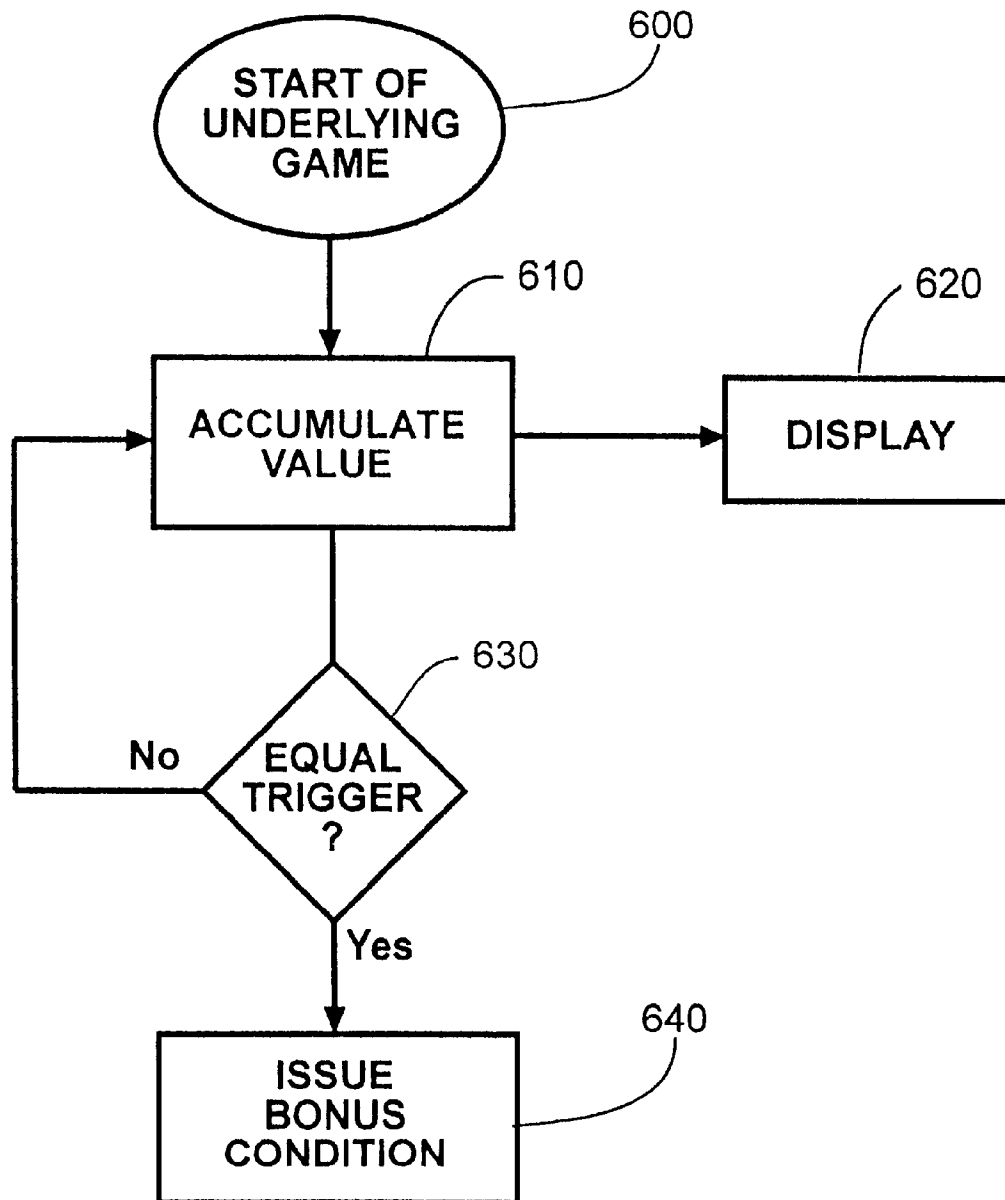 600
START OF
UNDERLYING
GAME
610
620
ACCUMULATE
VALUE
DISPLAY
630
No
EQUAL
TRIGGER
?
Yes
640
ISSUE
BONUS
CONDITION